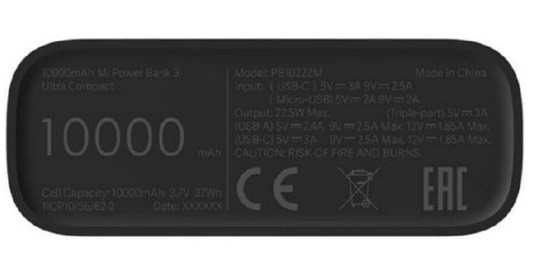 10000mAh Mi Power Bank 3
Ultra Compact
10000 mAh
Cell Capacity: 10000mAh 3.7V 37Wh
11CP10/56/62-2 Date: XXXXXX
Model: PB1022ZM Made in China
Input: ( USB-C ) 5V⎓3A 9V⎓2.5A
( Micro-USB) 5V⎓2A 9V⎓2A
Output: 22.5W Max. (Triple-port) 5V⎓3A
(USB-A) 5V⎓2.4A 9V⎓2.5A Max. 12V⎓1.85A Max.
(USB-C) 5V⎓3A 9V⎓2.5A Max. 12V⎓1.85A Max.
CAUTION: RISK OF FIRE AND BURNS.
CE EAC